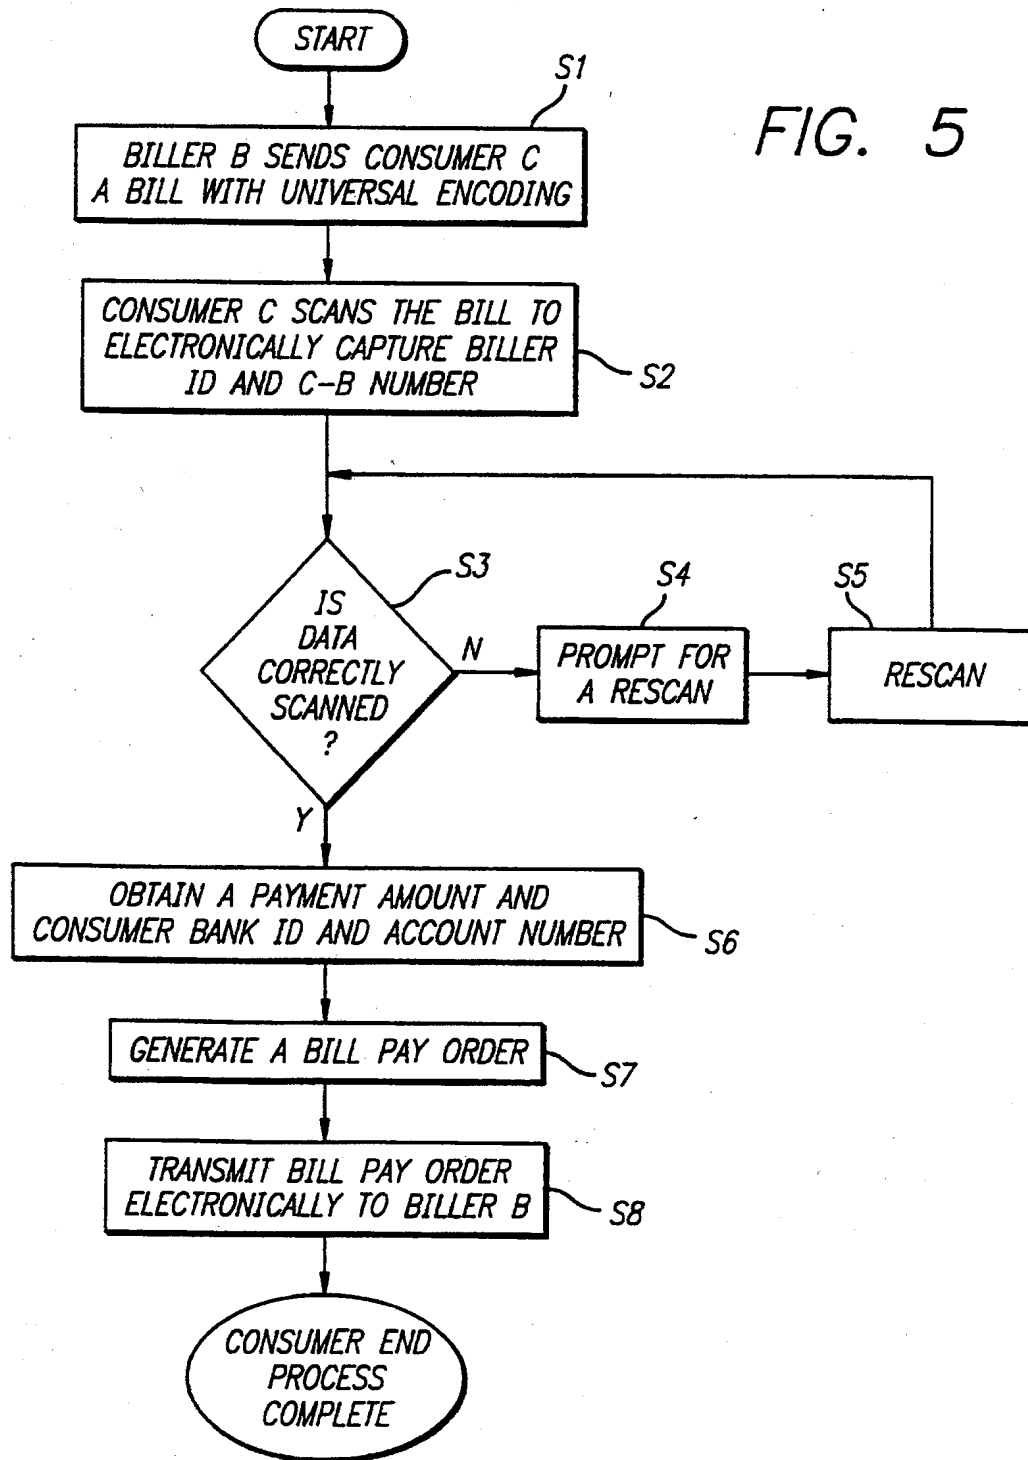 START
S1
FIG. 5
BILLER B SENDS CONSUMER C
A BILL WITH UNIVERSAL ENCODING
CONSUMER C SCANS THE BILL TO
ELECTRONICALLY CAPTURE BILLER
ID AND C-B NUMBER
S2
S3
IS
DATA
CORRECTLY
SCANNED
?
N
S4
PROMPT FOR
A RESCAN
S5
RESCAN
Y
OBTAIN A PAYMENT AMOUNT AND
CONSUMER BANK ID AND ACCOUNT NUMBER
S6
GENERATE A BILL PAY ORDER
S7
TRANSMIT BILL PAY ORDER
ELECTRONICALLY TO BILLER B
S8
CONSUMER END
PROCESS
COMPLETE